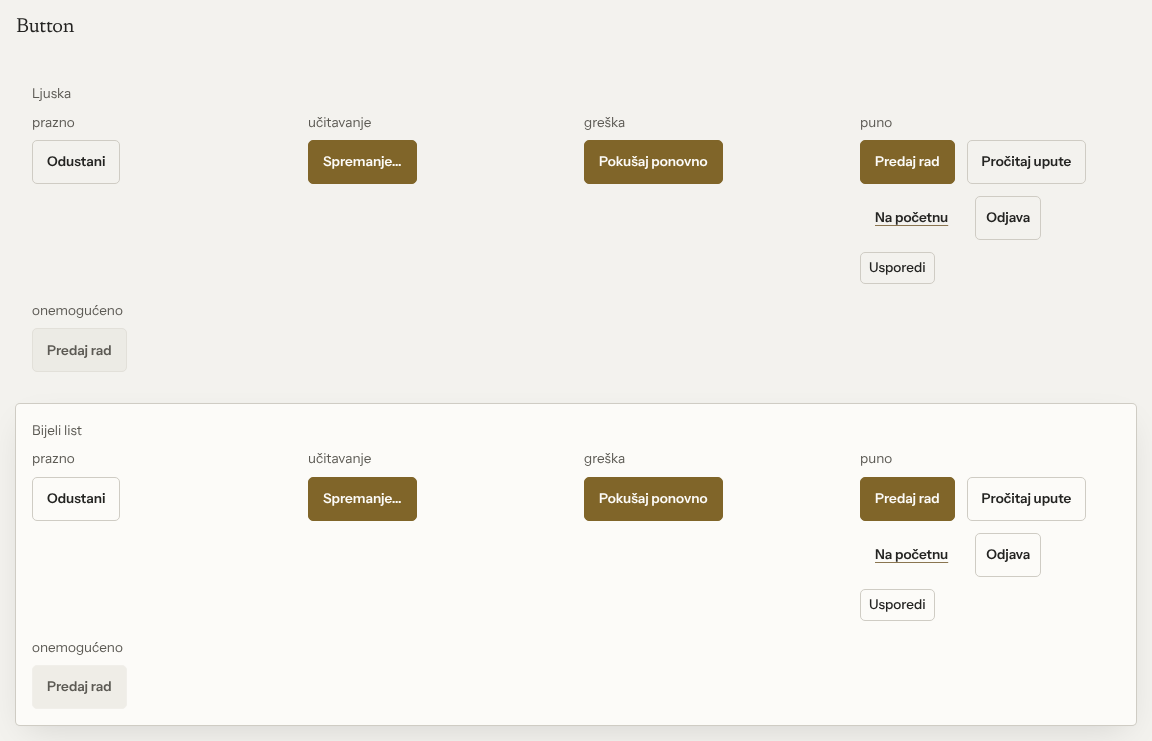 Button
Ljuska
prazno učitavanje greška puno
Odustani Spremanje... Pokušaj ponovno Predaj rad Pročitaj upute
Na početnu Odjava
Usporedi
onemogućeno
Predaj rad
Bijeli list
prazno učitavanje greška puno
Odustani Spremanje... Pokušaj ponovno Predaj rad Pročitaj upute
Na početnu Odjava
Usporedi
onemogućeno
Predaj rad